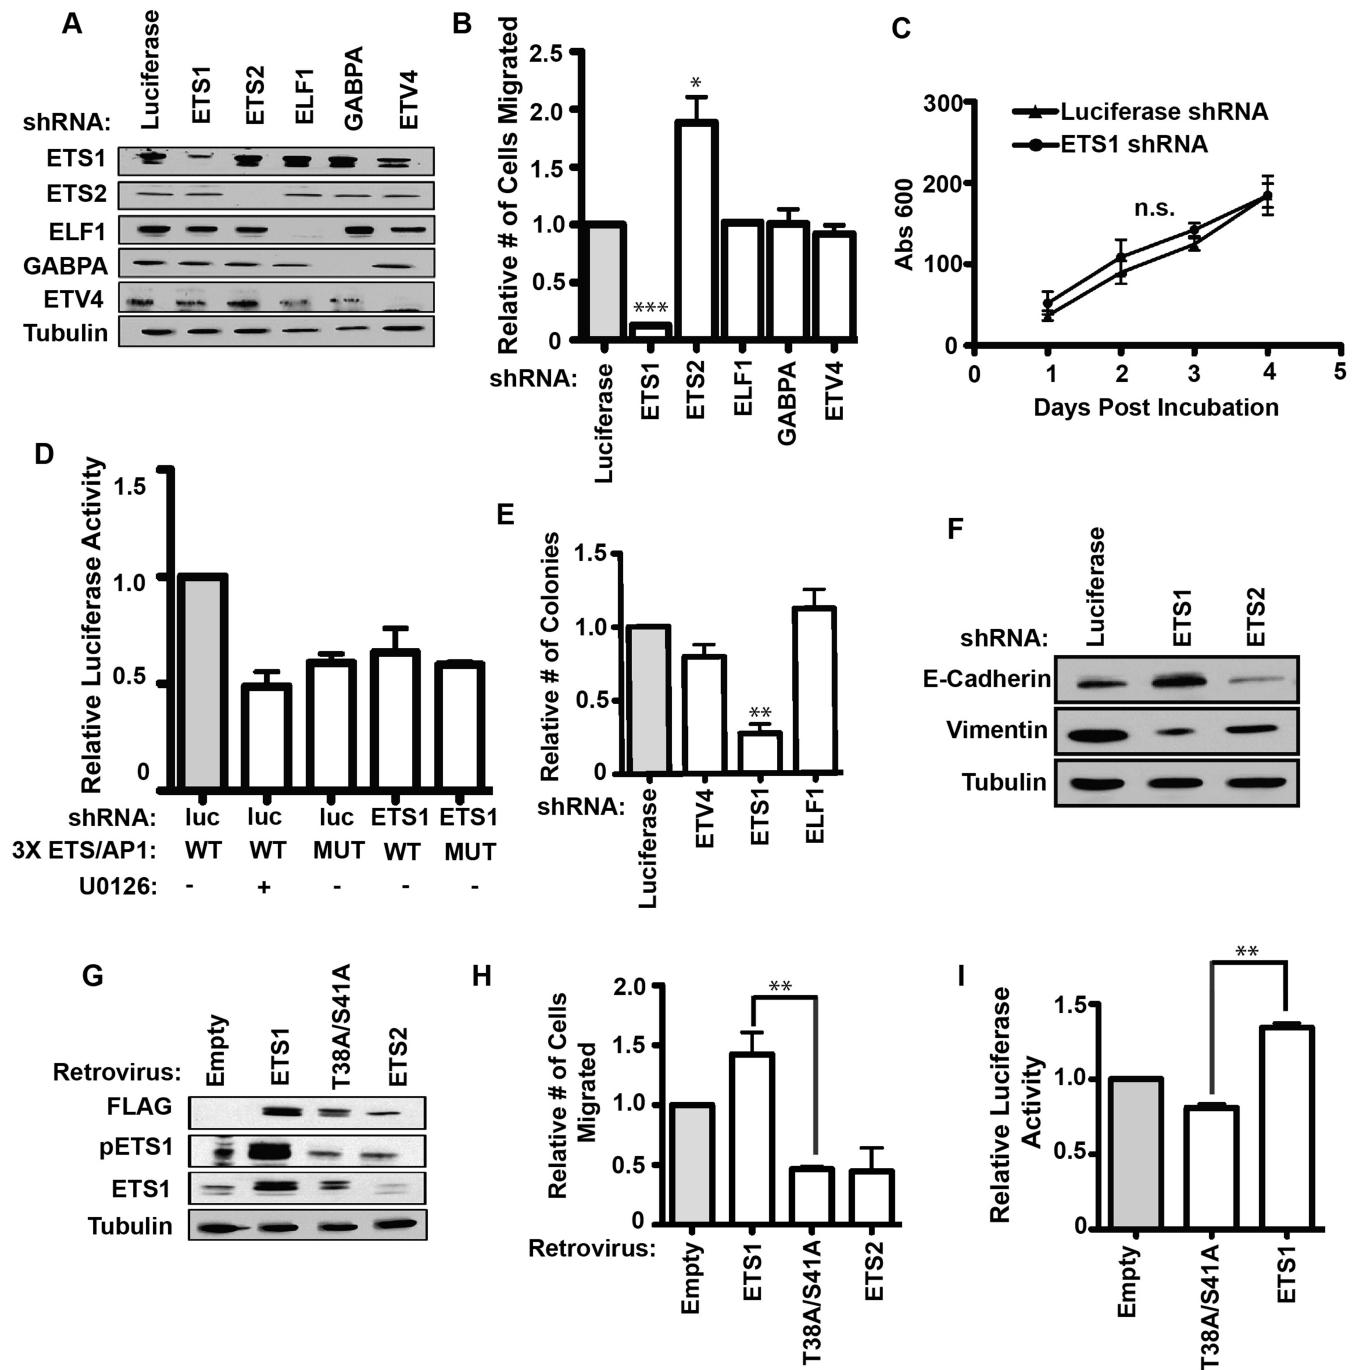 A
shRNA:
Luciferase
ETS1
ETS2
ELF1
GABPA
ETV4
ETS1
ETS2
ELF1
GABPA
ETV4
Tubulin
B
Relative # of Cells Migrated
2.5
2.0
1.5
1.0
0.5
0
***
*
shRNA:
Luciferase
ETS1
ETS2
ELF1
GABPA
ETV4
C
Abs 600
300
200
100
0
Luciferase shRNA
ETS1 shRNA
n.s.
0 1 2 3 4 5
Days Post Incubation
D
Relative Luciferase Activity
1.5
1.0
0.5
0
shRNA: luc luc luc ETS1 ETS1
3X ETS/AP1: WT WT MUT WT MUT
U0126: - + - - -
E
Relative # of Colonies
1.5
1.0
0.5
0
**
shRNA:
Luciferase
ETV4
ETS1
ELF1
F
shRNA:
Luciferase
ETS1
ETS2
E-Cadherin
Vimentin
Tubulin
G
Retrovirus:
Empty
ETS1
T38A/S41A
ETS2
FLAG
pETS1
ETS1
Tubulin
H
Relative # of Cells
Migrated
2.0
1.5
1.0
0.5
0
**
Retrovirus:
Empty
ETS1
T38A/S41A
ETS2
I
Relative Luciferase
Activity
1.5
1.0
0.5
0
**
Empty
T38A/S41A
ETS1